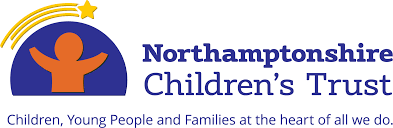 Northamptonshire
Children's Trust
Children, Young People and Families at the heart of all we do.